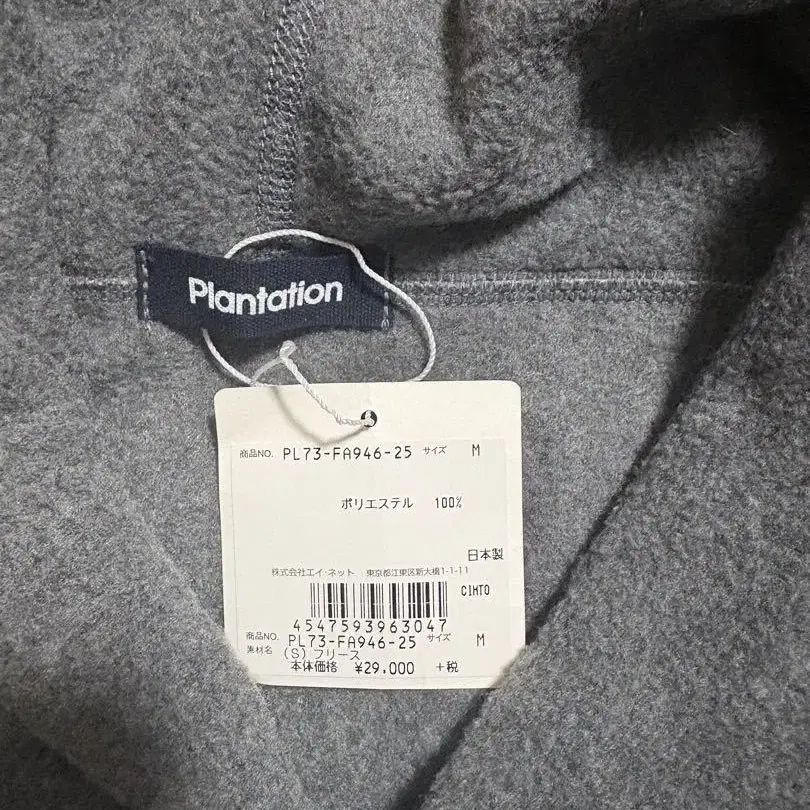 Plantation
商品NO. PL73-FA946-25 サイズ M
ポリエステル 100%
日本製
株式会社エイ・ネット 東京都江東区新大橋1-1-11
CIMTO
4547593963047
商品NO. PL73-FA946-25 サイズ M
素材名 (S)フリース
本体価格 ¥29,000 +税